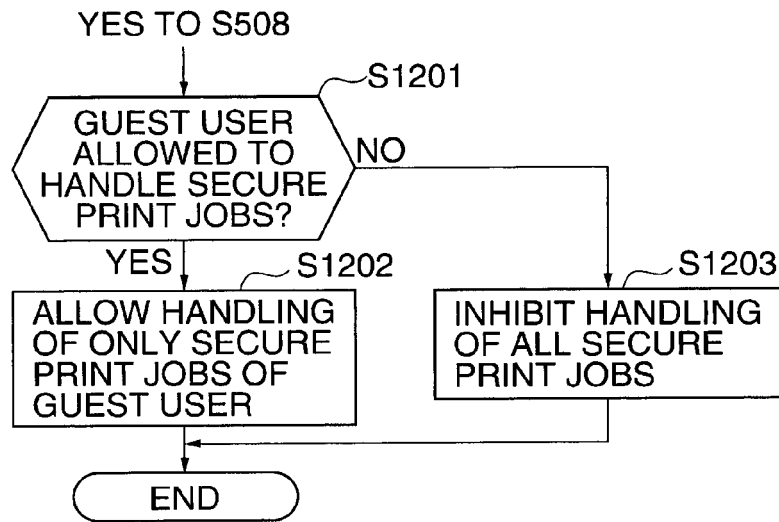 YES TO S508
S1201
GUEST USER
ALLOWED TO
HANDLE SECURE
PRINT JOBS?
NO
YES
S1202
ALLOW HANDLING
OF ONLY SECURE
PRINT JOBS OF
GUEST USER
S1203
INHIBIT HANDLING
OF ALL SECURE
PRINT JOBS
END